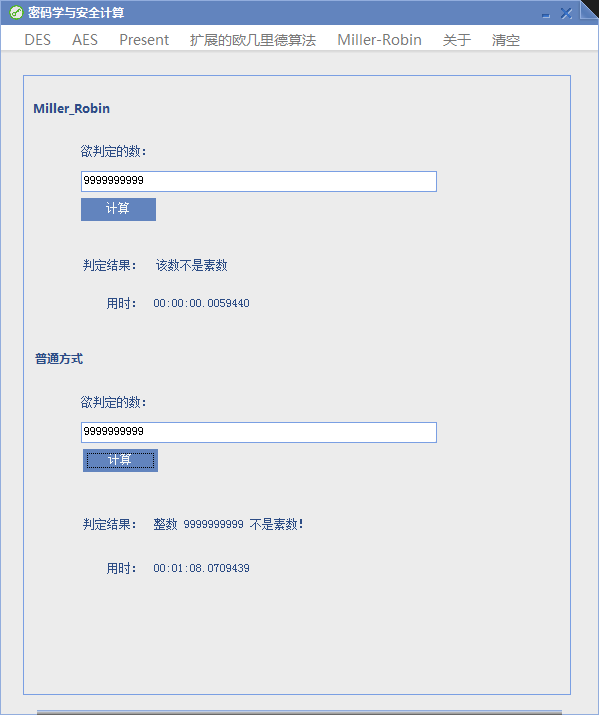 密码学与安全计算
DES AES Present 扩展的欧几里德算法 Miller-Robin 关于 清空
Miller_Robin
欲判定的数：
9999999999
计算
判定结果： 该数不是素数
用时： 00:00:00.0059440
普通方式
欲判定的数：
9999999999
计算
判定结果： 整数 9999999999 不是素数！
用时： 00:01:08.0709439